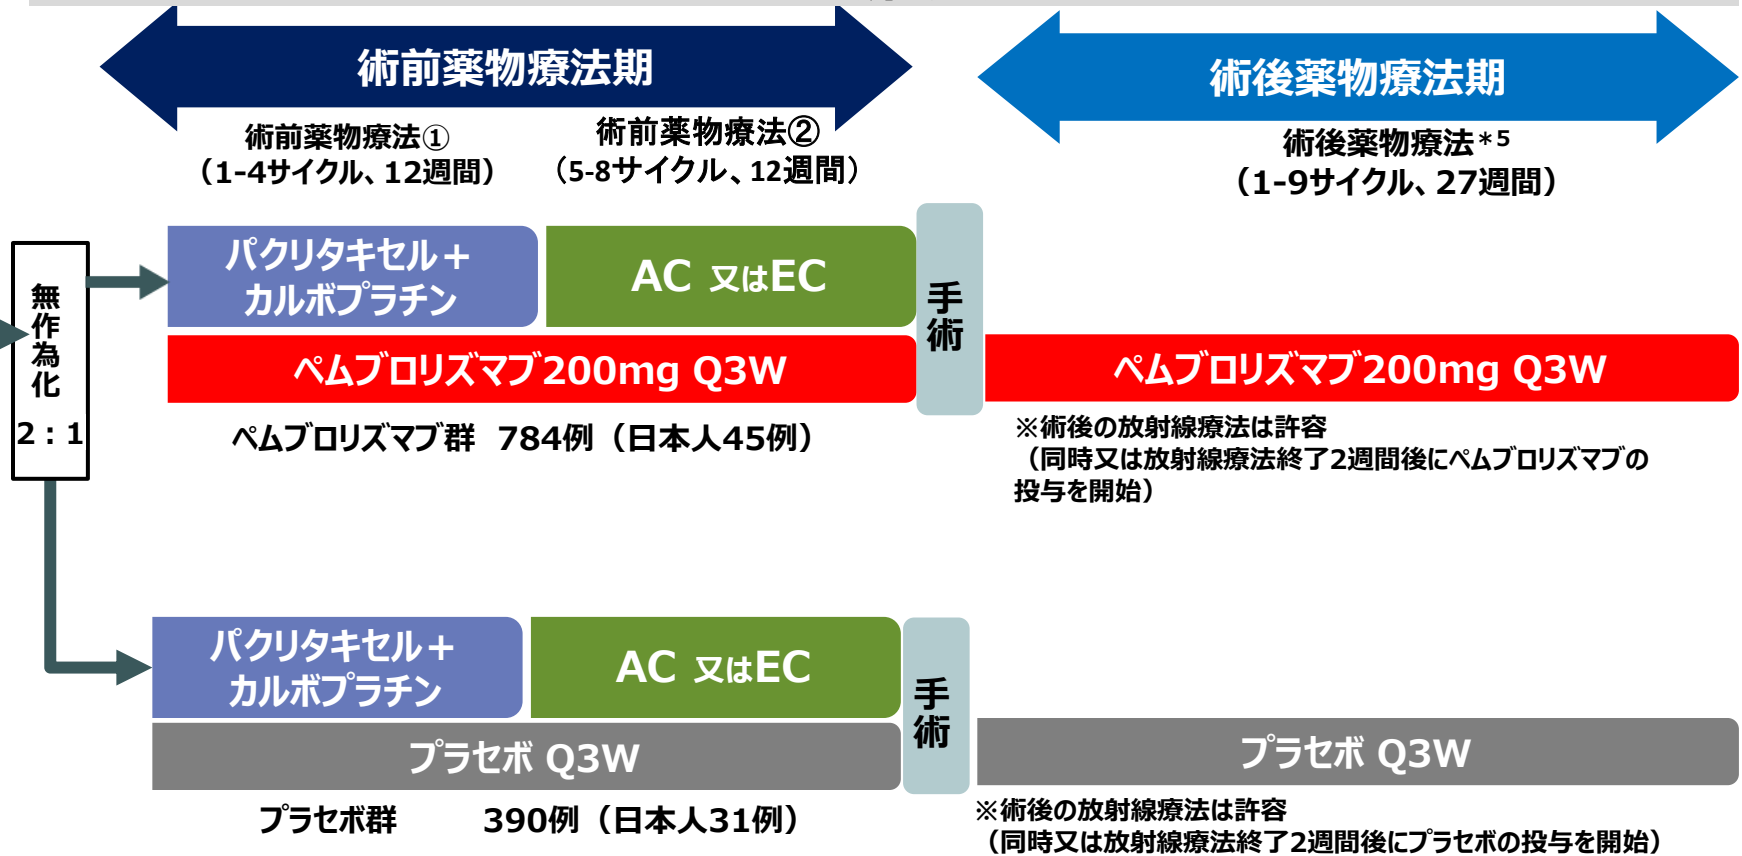 術前薬物療法期
術後薬物療法期
術前薬物療法①
（1-4サイクル、12週間）
術前薬物療法②
（5-8サイクル、12週間）
術後薬物療法*5
（1-9サイクル、27週間）
無作為化
2：1
パクリタキセル＋
カルボプラチン
AC 又はEC
手術
ペムブロリズマブ200mg Q3W
ペムブロリズマブ200mg Q3W
ペムブロリズマブ群 784例（日本人45例）
※術後の放射線療法は許容
（同時又は放射線療法終了2週間後にペムブロリズマブの
投与を開始）
パクリタキセル＋
カルボプラチン
AC 又はEC
手術
プラセボ Q3W
プラセボ Q3W
プラセボ群 390例（日本人31例）
※術後の放射線療法は許容
（同時又は放射線療法終了2週間後にプラセボの投与を開始）